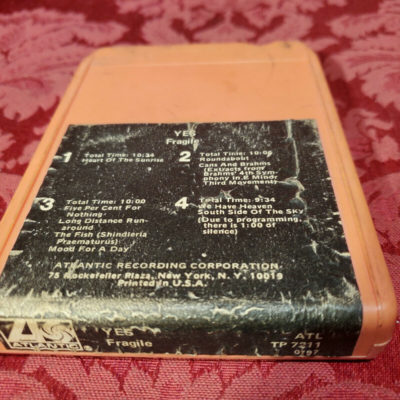 YES
Fragile
1 Total Time: 10:34
Heart Of The Sunrise
2 Total Time: 10:06
Roundabout
Cans And Brahms
(Extracts from
Brahms' 4th Sym-
phony In E Minor
Third Movement)
3 Total Time: 10:00
Five Per Cent For
Nothing
Long Distance Run-
around
The Fish (Shindleria
Praematurus)
Mood For A Day
4 Total Time: 9:34
We Have Heaven
South Side Of The Sky
(Due to programming,
there is 1:00 of
silence)
ATLANTIC RECORDING CORPORATION
75 Rockefeller Plaza, New York, N.Y. 10019
Printed in U.S.A.
ATLANTIC®
YES
Fragile
ATL
TP 7211
0797